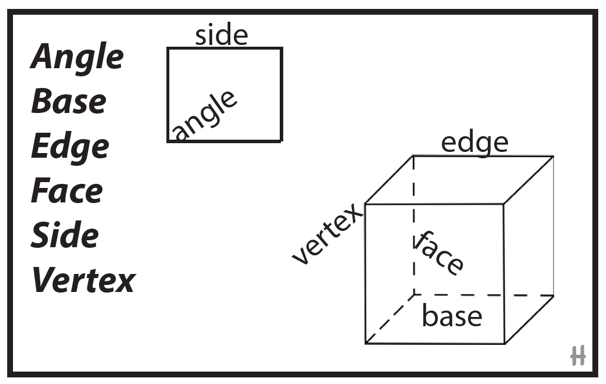 Angle
Base
Edge
Face
Side
Vertex
side
angle
edge
vertex
face
base
H